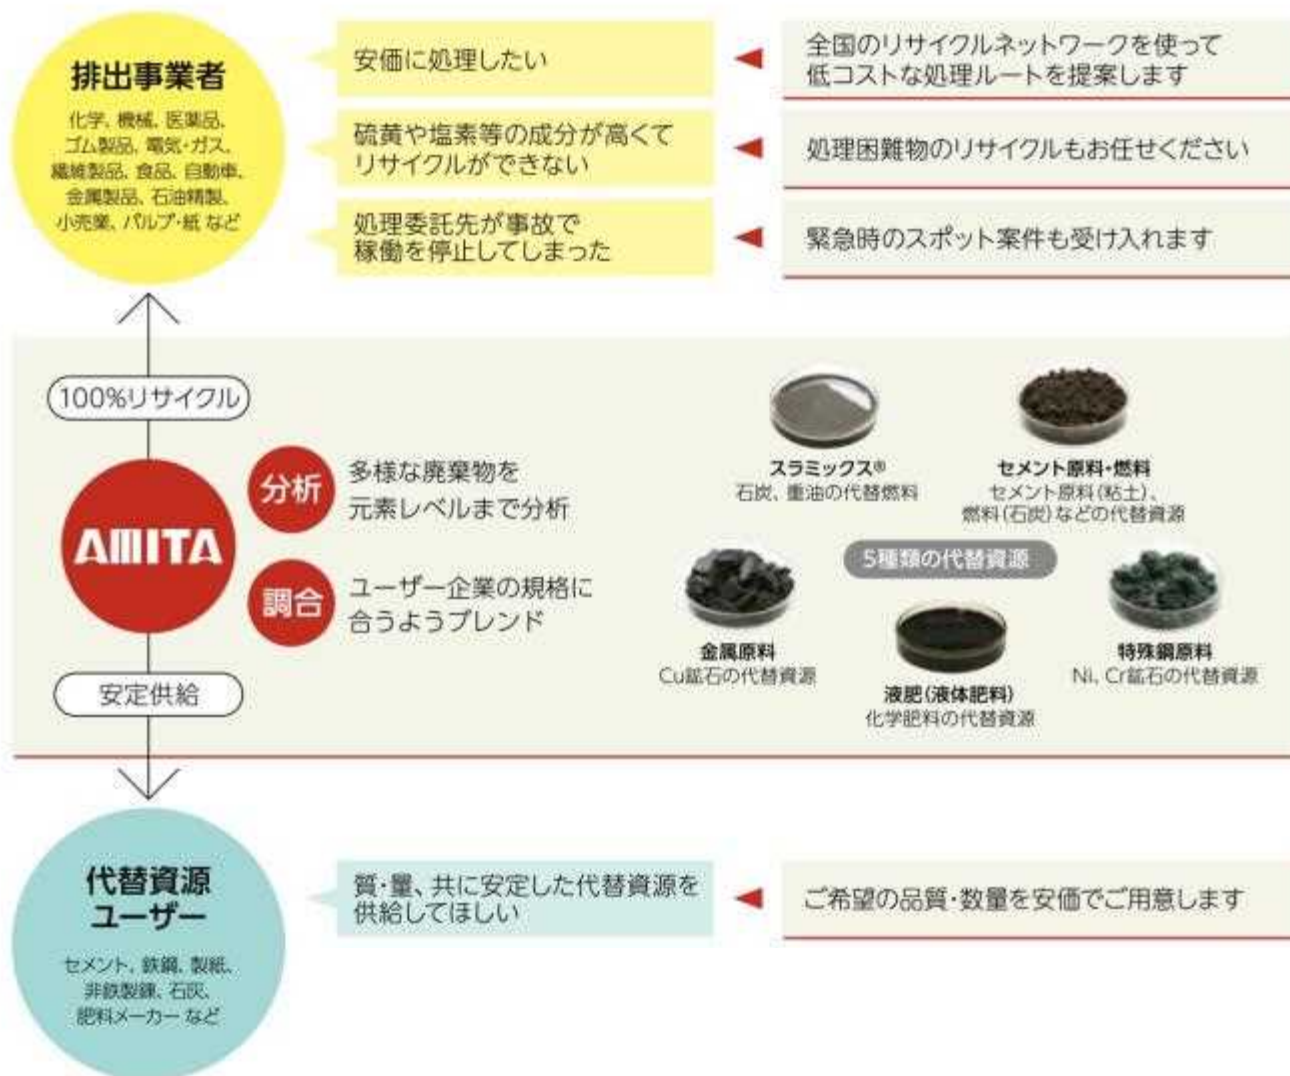 排出事業者
化学、機械、医薬品、
ゴム製品、電気・ガス、
繊維製品、食品、自動車、
金属製品、石油精製、
小売業、パルプ・紙 など
安価に処理したい
全国のリサイクルネットワークを使って
低コストな処理ルートを提案します
硫黄や塩素等の成分が高くて
リサイクルができない
処理困難物のリサイクルもお任せください
処理委託先が事故で
稼働を停止してしまった
緊急時のスポット案件も受け入れます
100%リサイクル
AMITA
安定供給
分析
多様な廃棄物を
元素レベルまで分析
調合
ユーザー企業の規格に
合うようブレンド
スラミックス®
石炭、重油の代替燃料
セメント原料・燃料
セメント原料(粘土)、
燃料(石炭)などの代替資源
5種類の代替資源
金属原料
Cu鉱石の代替資源
液肥(液体肥料)
化学肥料の代替資源
特殊鋼原料
Ni、Cr鉱石の代替資源
代替資源
ユーザー
セメント、鉄鋼、製紙、
非鉄製錬、石灰、
肥料メーカー など
質・量、共に安定した代替資源を
供給してほしい
ご希望の品質・数量を安価でご用意します